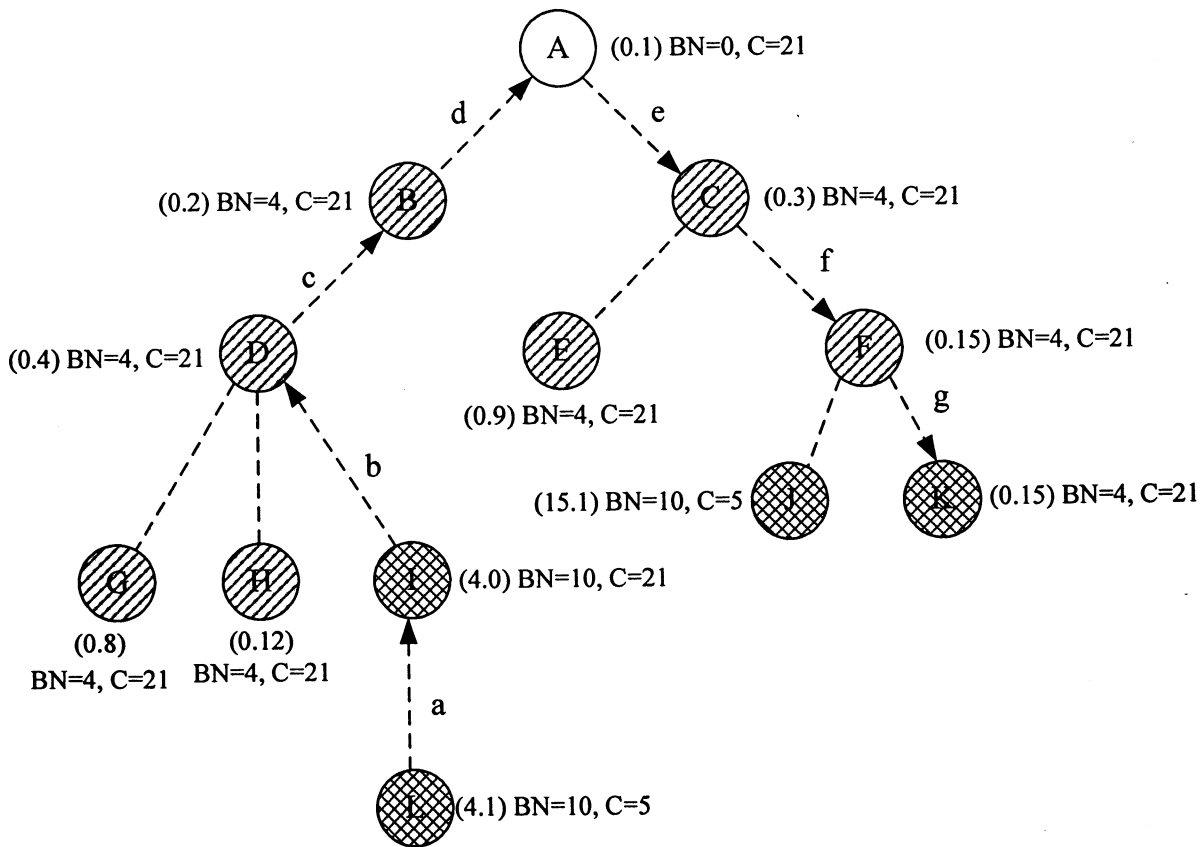 A
(0.1) BN=0, C=21
d
e
(0.2) BN=4, C=21
B
C
(0.3) BN=4, C=21
c
f
(0.4) BN=4, C=21
D
E
F
(0.15) BN=4, C=21
(0.9) BN=4, C=21
g
b
(15.1) BN=10, C=5
J
K
(0.15) BN=4, C=21
G
H
I
(4.0) BN=10, C=21
(0.8)
BN=4, C=21
(0.12)
BN=4, C=21
a
L
(4.1) BN=10, C=5